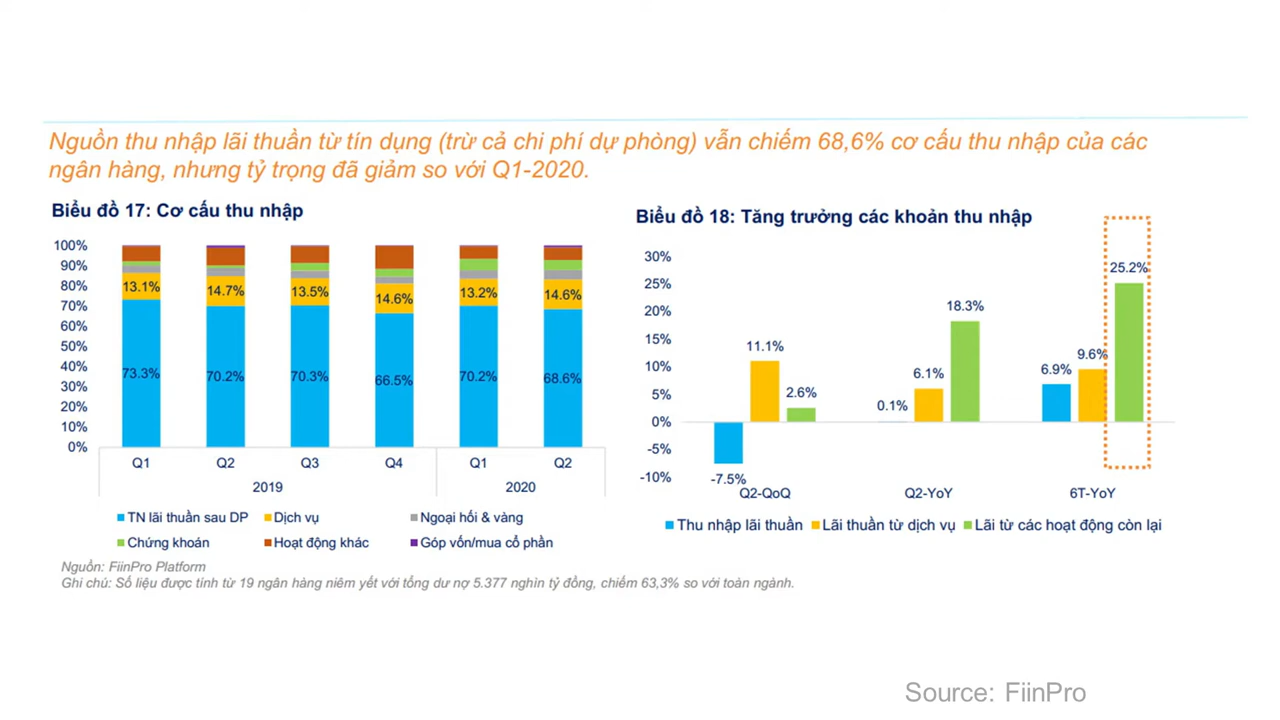 Nguồn thu nhập lãi thuần từ tín dụng (trừ cả chi phí dự phòng) vẫn chiếm 68,6% cơ cấu thu nhập của các
ngân hàng, nhưng tỷ trọng đã giảm so với Q1-2020.
Biểu đồ 17: Cơ cấu thu nhập
100%
90%
80%
70%
60%
50%
40%
30%
20%
10%
0%
13.1% 14.7% 13.5% 14.6% 13.2% 14.6%
73.3% 70.2% 70.3% 66.5% 70.2% 68.6%
Q1 Q2 Q3 Q4 Q1 Q2
2019 2020
TN lãi thuần sau DP Dịch vụ Ngoại hối & vàng
Chứng khoán Hoạt động khác Góp vốn/mua cổ phần
Biểu đồ 18: Tăng trưởng các khoản thu nhập
30%
25%
20%
15%
10%
5%
0%
-5%
-10%
-7.5% 11.1% 2.6%
0.1% 6.1% 18.3%
6.9% 9.6% 25.2%
Q2-QoQ Q2-YoY 6T-YoY
Thu nhập lãi thuần Lãi thuần từ dịch vụ Lãi từ các hoạt động còn lại
Nguồn: FiinPro Platform
Ghi chú: Số liệu được tính từ 19 ngân hàng niêm yết với tổng dư nợ 5.377 nghìn tỷ đồng, chiếm 63,3% so với toàn ngành.
Source: FiinPro